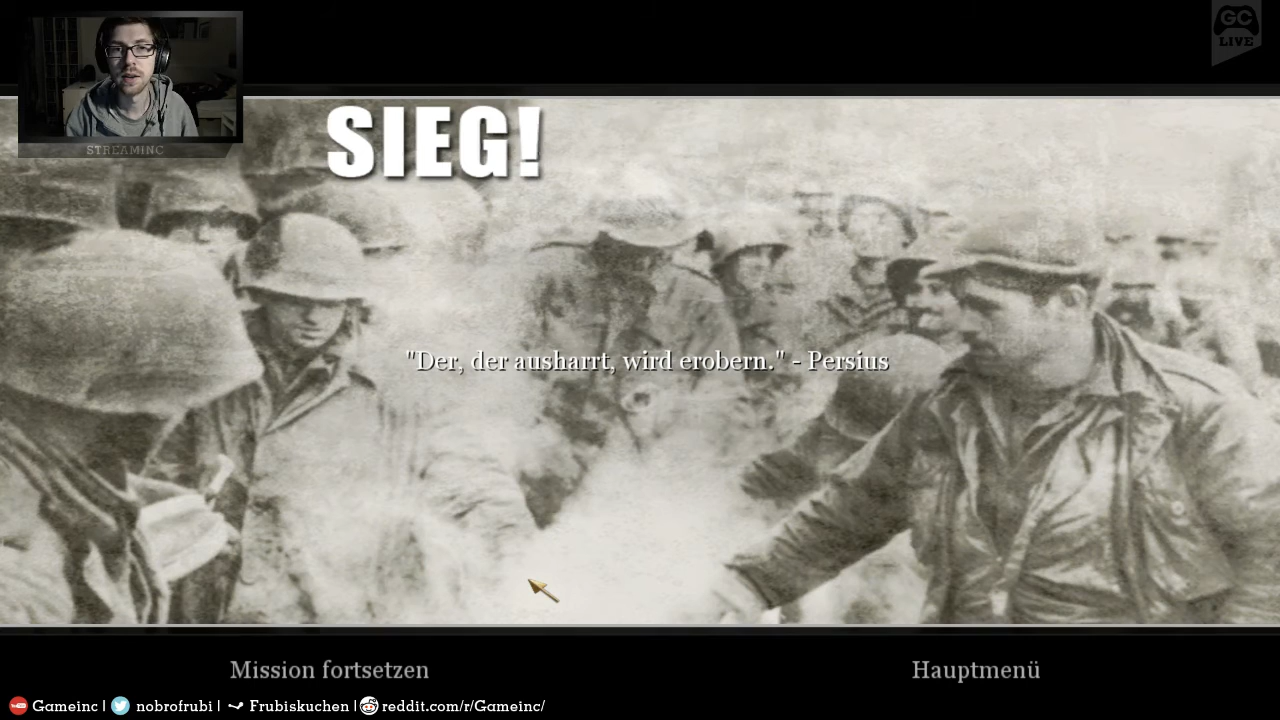 GC
LIVE
STREAMINC
SIEG!
"Der, der ausharrt, wird erobern." - Persius
Mission fortsetzen
Hauptmenü
Gameinc | nobrofrubi | Frubiskuchen | reddit.com/r/Gameinc/